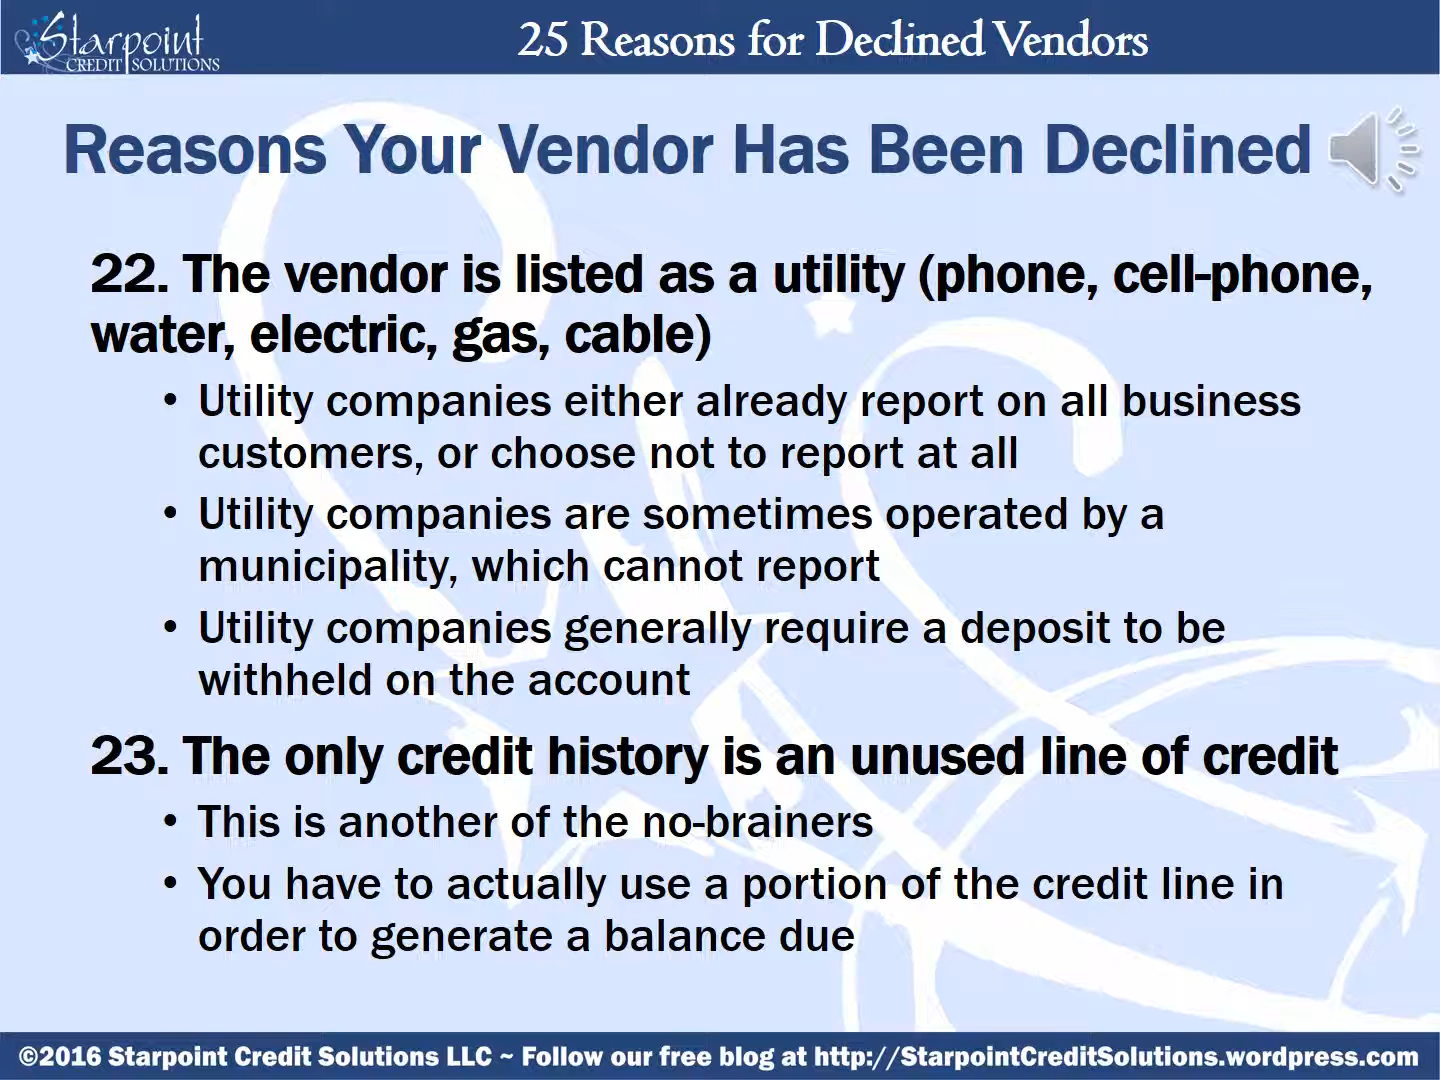 Starpoint
CREDIT SOLUTIONS
25 Reasons for Declined Vendors
Reasons Your Vendor Has Been Declined
22. The vendor is listed as a utility (phone, cell-phone,
water, electric, gas, cable)
• Utility companies either already report on all business
customers, or choose not to report at all
• Utility companies are sometimes operated by a
municipality, which cannot report
• Utility companies generally require a deposit to be
withheld on the account
23. The only credit history is an unused line of credit
• This is another of the no-brainers
• You have to actually use a portion of the credit line in
order to generate a balance due
©2016 Starpoint Credit Solutions LLC ~ Follow our free blog at http://StarpointCreditSolutions.wordpress.com